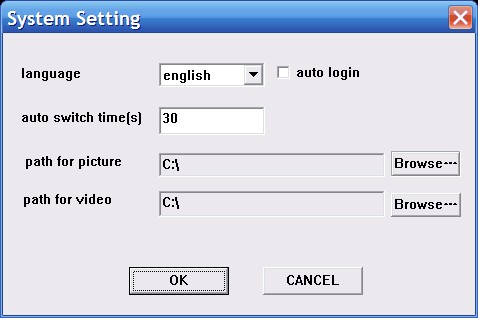 System Setting
language english auto login
auto switch time(s) 30
path for picture C:\ Browse---
path for video C:\ Browse---
OK CANCEL